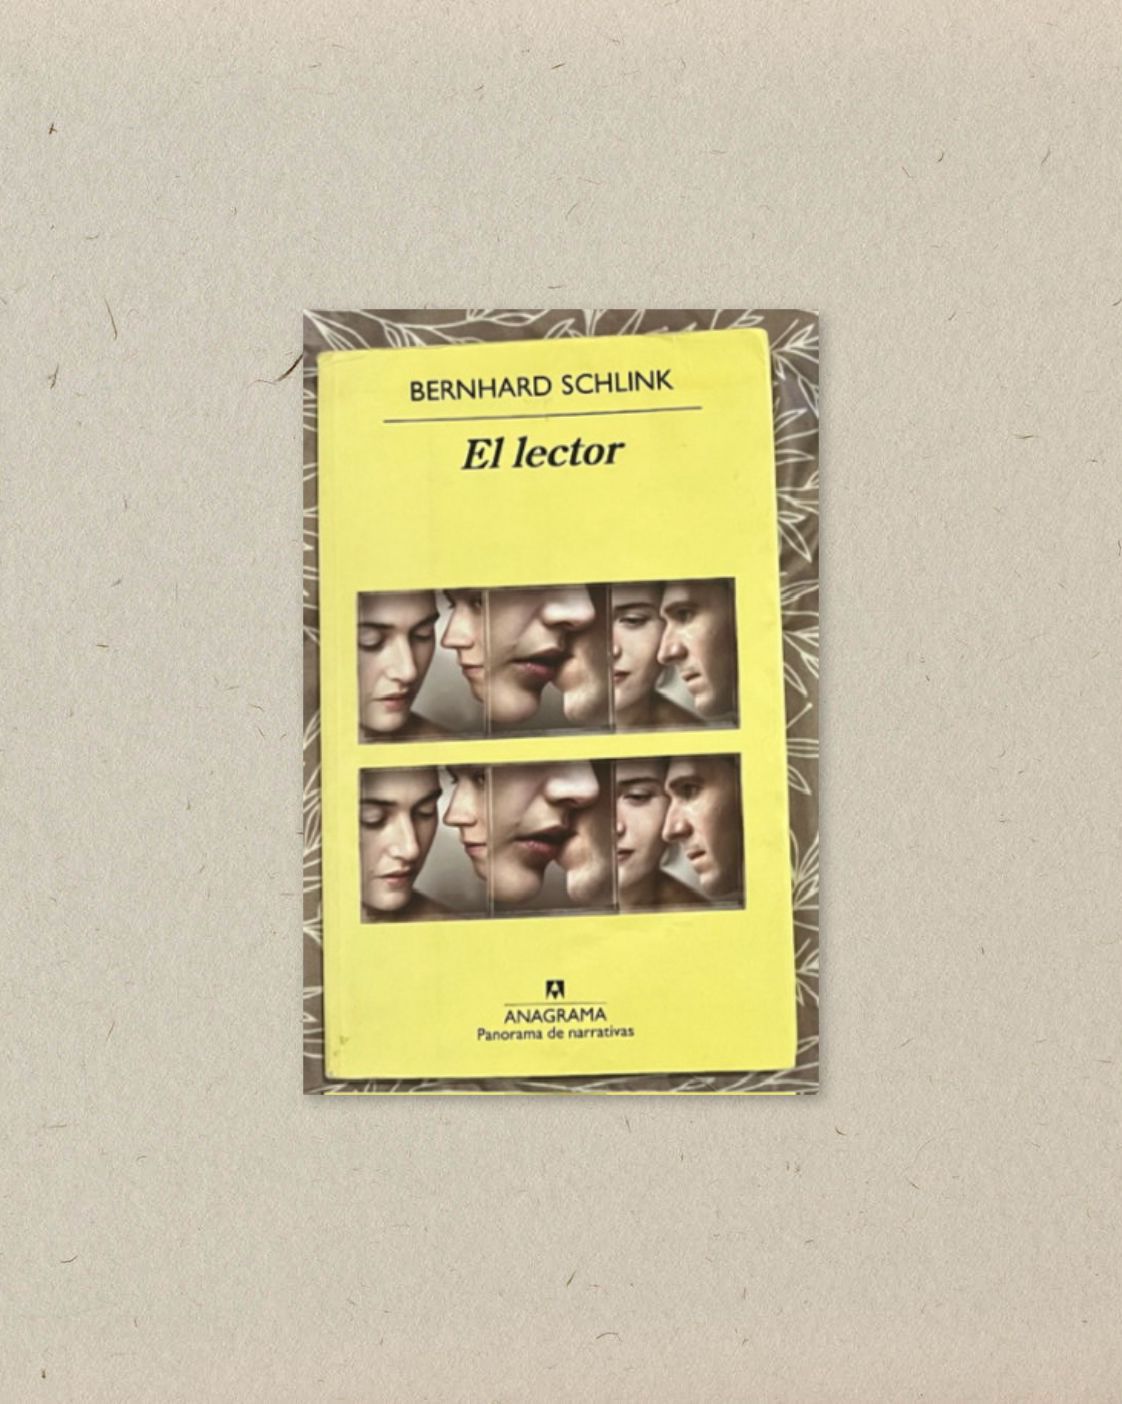 BERNHARD SCHLINK
El lector
ANAGRAMA
Panorama de narrativas